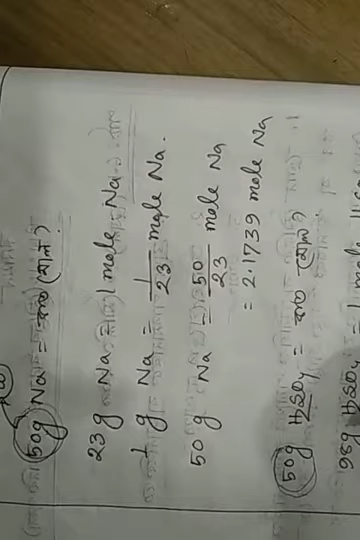 50g Na = কত (মোল) ?
23 g Na = 1 mole Na
1 g Na = 1/23 mole Na.
50 g Na = 50/23 mole Na
= 2.1739 mole Na
50g H₂SO₄ = কত (মোল) ?
98g H₂SO₄ = 1 mole